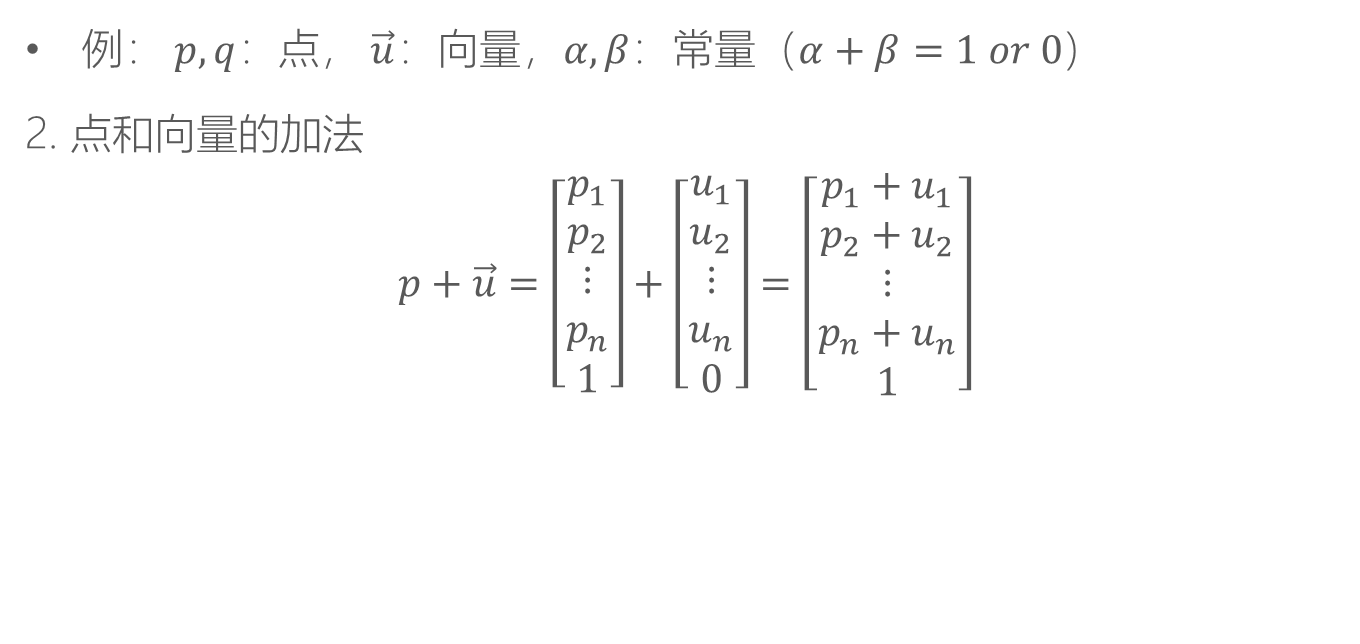 • 例： p, q：点， u⃗：向量，α, β：常量（α + β = 1 or 0）
2. 点和向量的加法
p + u⃗ = [p₁ p₂ ⋮ pₙ 1] + [u₁ u₂ ⋮ uₙ 0] = [p₁ + u₁ p₂ + u₂ ⋮ pₙ + uₙ 1]